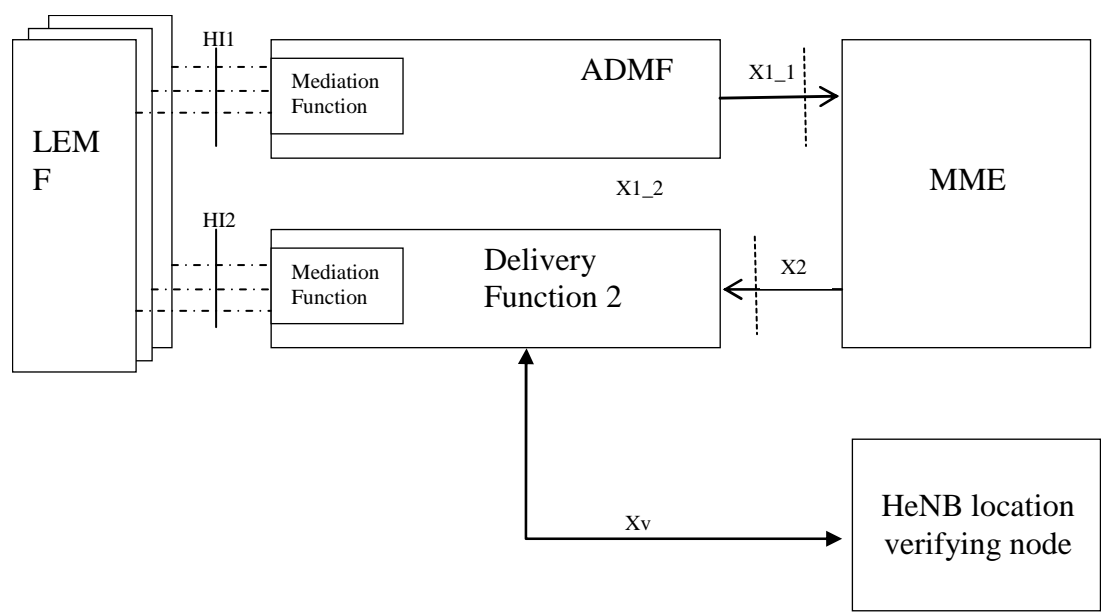 HI1
ADMF
X1_1
Mediation
Function
LEM
F
MME
X1_2
HI2
Mediation
Function
Delivery
Function 2
X2
Xv
HeNB location
verifying node